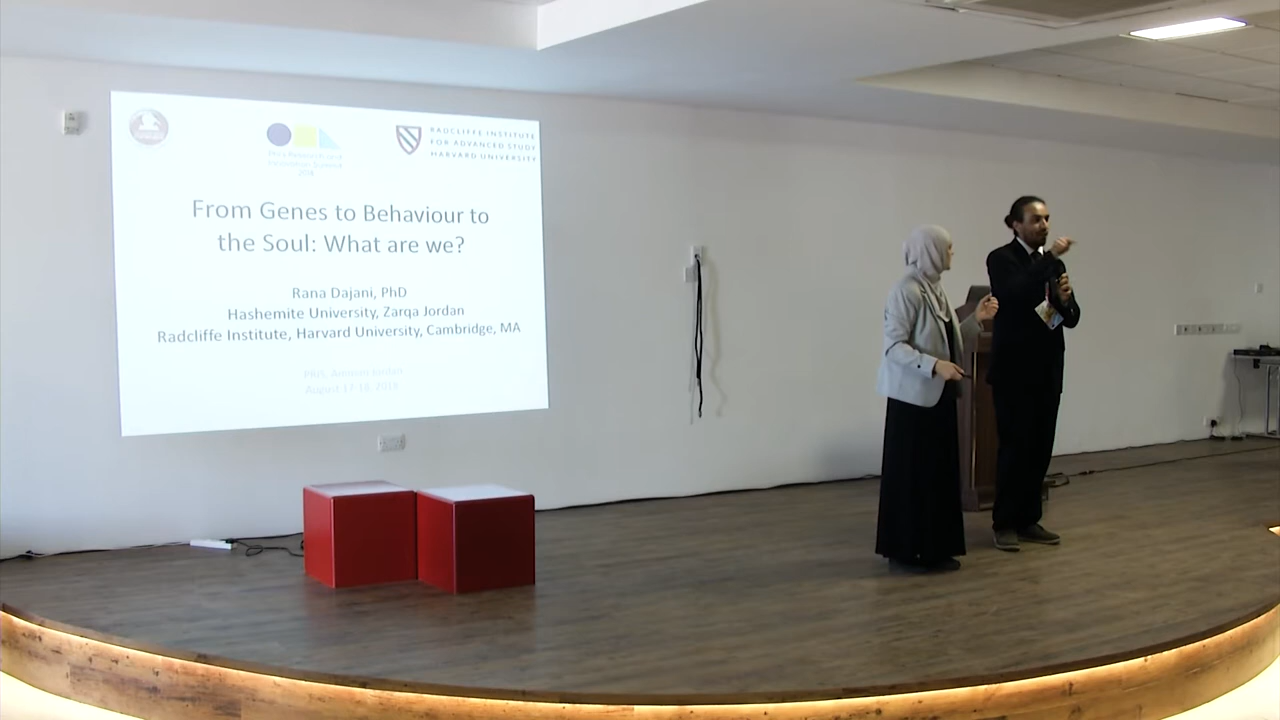 RADCLIFFE INSTITUTE
FOR ADVANCED STUDY
HARVARD UNIVERSITY
From Genes to Behaviour to
the Soul: What are we?
Rana Dajani, PhD
Hashemite University, Zarqa Jordan
Radcliffe Institute, Harvard University, Cambridge, MA